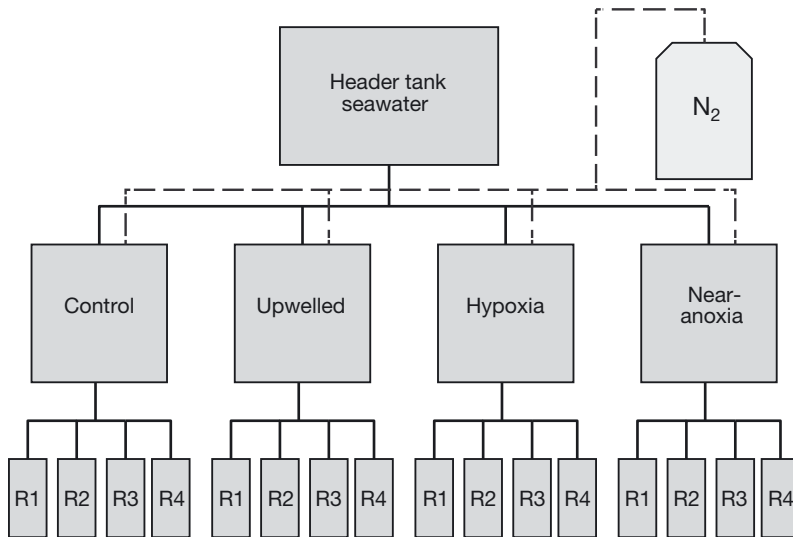 Header tank
seawater
N₂
Control
Upwelled
Hypoxia
Near-
anoxia
R1 R2 R3 R4 R1 R2 R3 R4 R1 R2 R3 R4 R1 R2 R3 R4